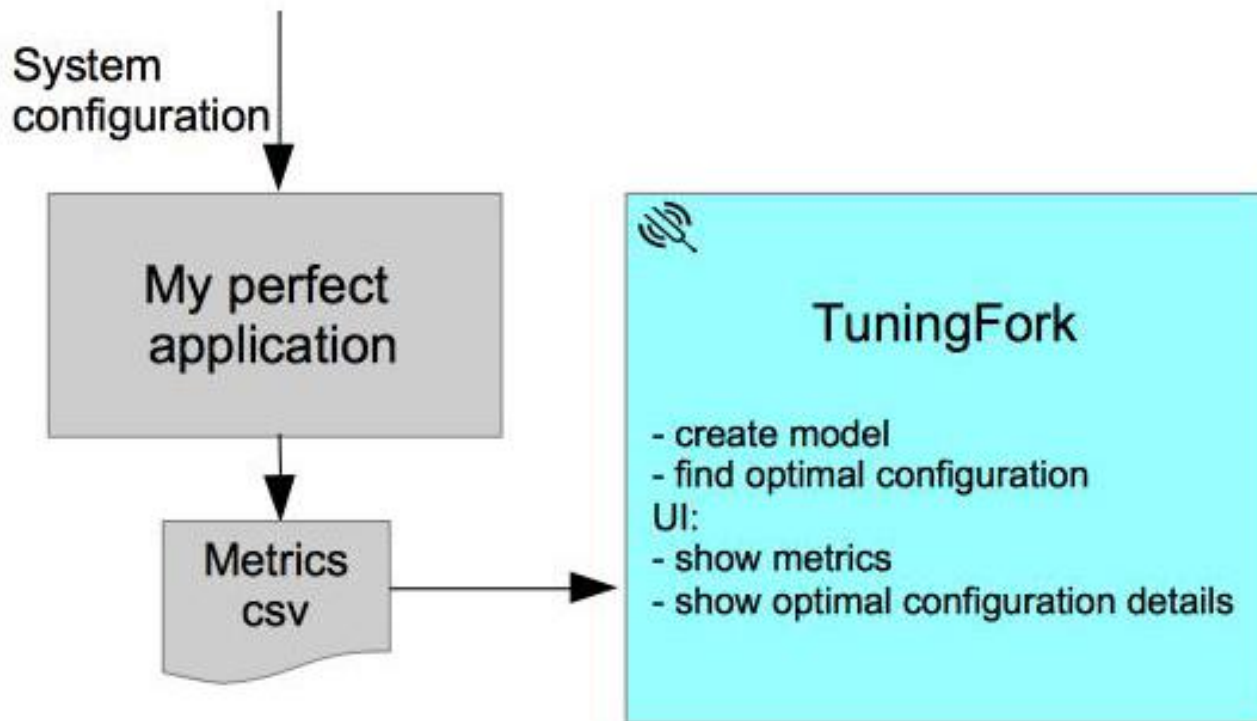 System
configuration
My perfect
application
Metrics
csv
TuningFork
- create model
- find optimal configuration
UI:
- show metrics
- show optimal configuration details